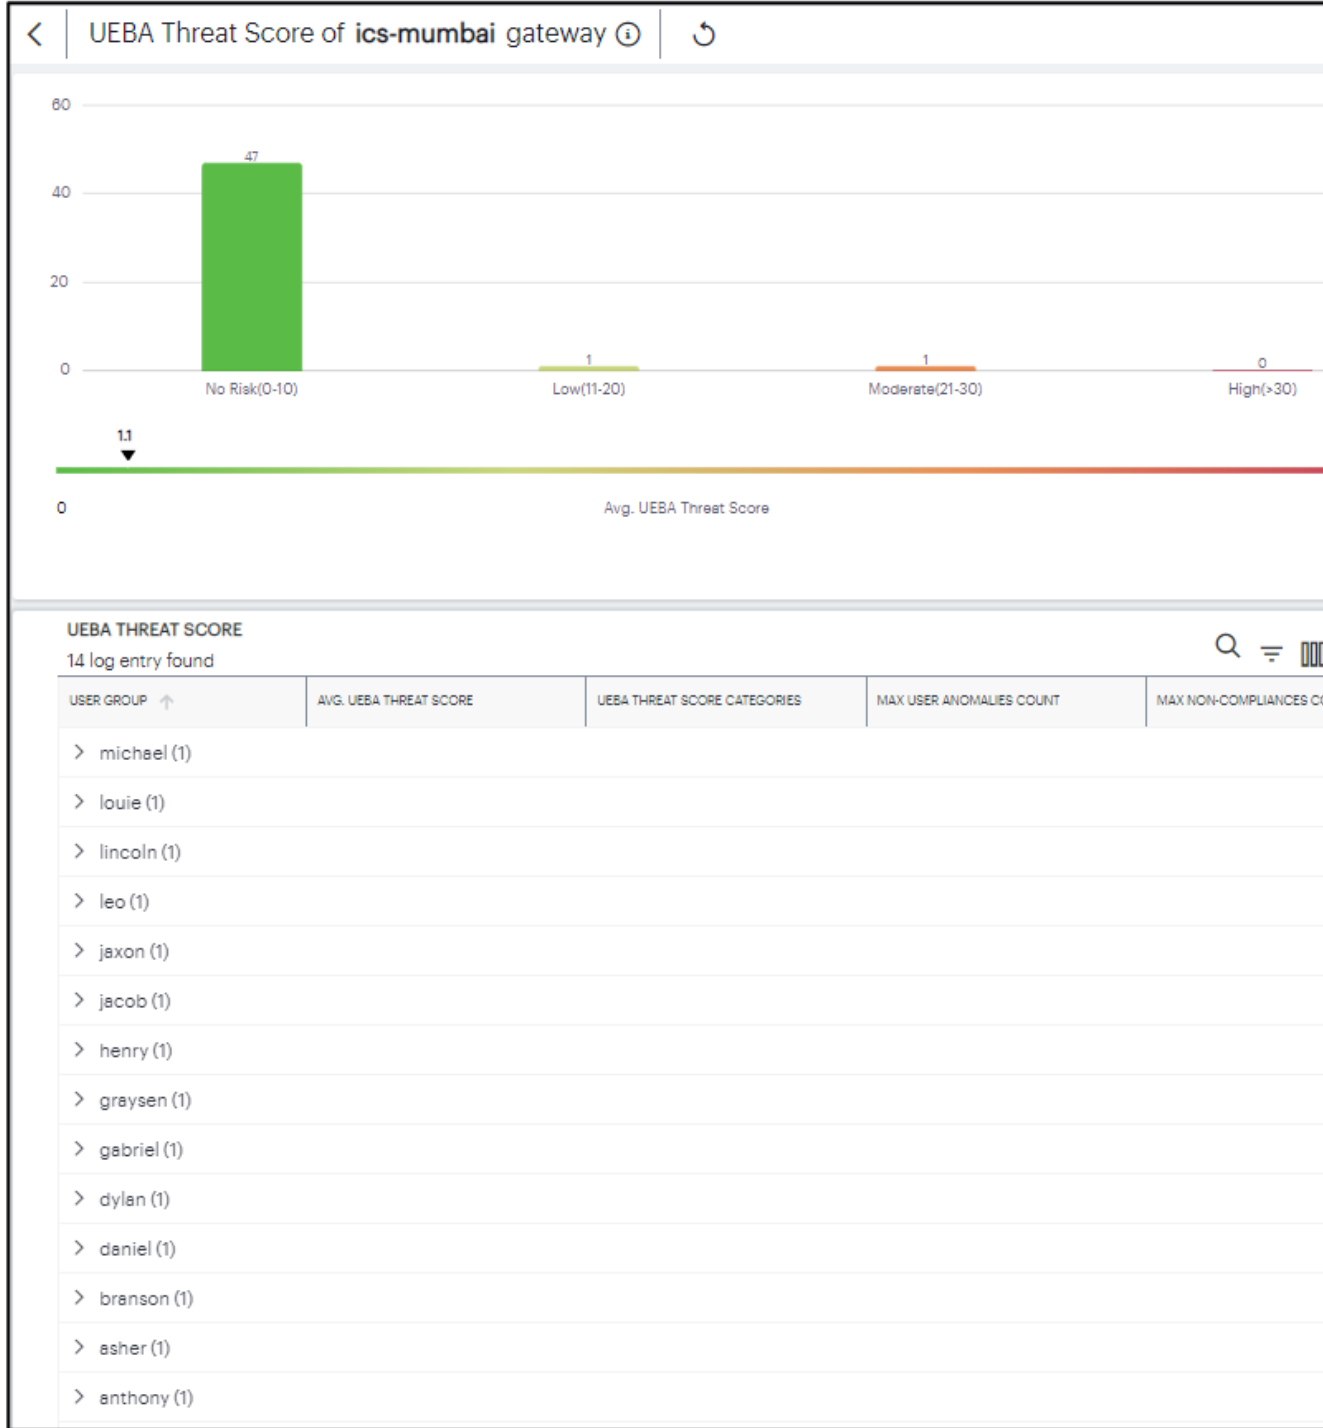 UEBA Threat Score of ics-mumbai gateway
60
47
40
20
1
1
0
0
No Risk(0-10)
Low(11-20)
Moderate(21-30)
High(>30)
1.1
0
Avg. UEBA Threat Score
UEBA THREAT SCORE
14 log entry found
USER GROUP
AVG. UEBA THREAT SCORE
UEBA THREAT SCORE CATEGORIES
MAX USER ANOMALIES COUNT
MAX NON-COMPLIANCES CO
michael (1)
louie (1)
lincoln (1)
leo (1)
jaxon (1)
jacob (1)
henry (1)
graysen (1)
gabriel (1)
dylan (1)
daniel (1)
branson (1)
asher (1)
anthony (1)